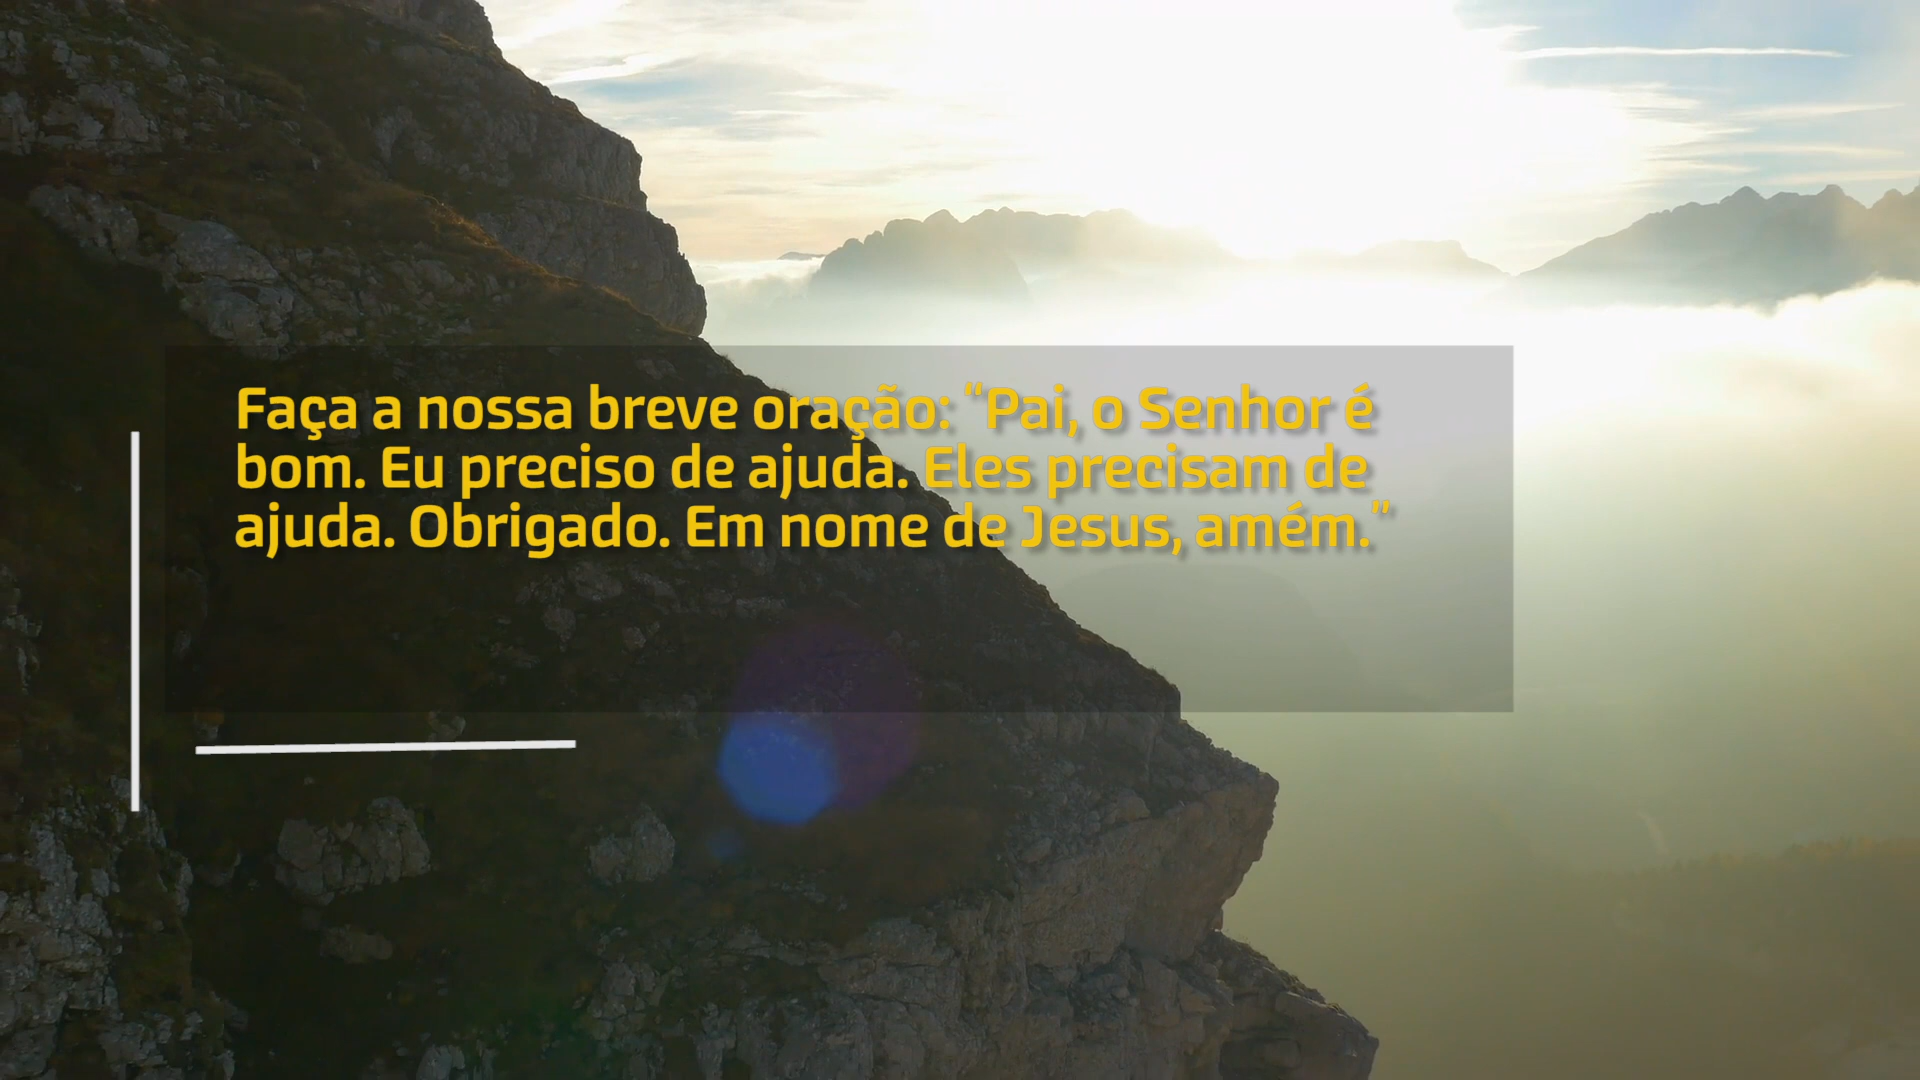 Faça a nossa breve oração: “Pai, o Senhor é
bom. Eu preciso de ajuda. Eles precisam de
ajuda. Obrigado. Em nome de Jesus, amém.”